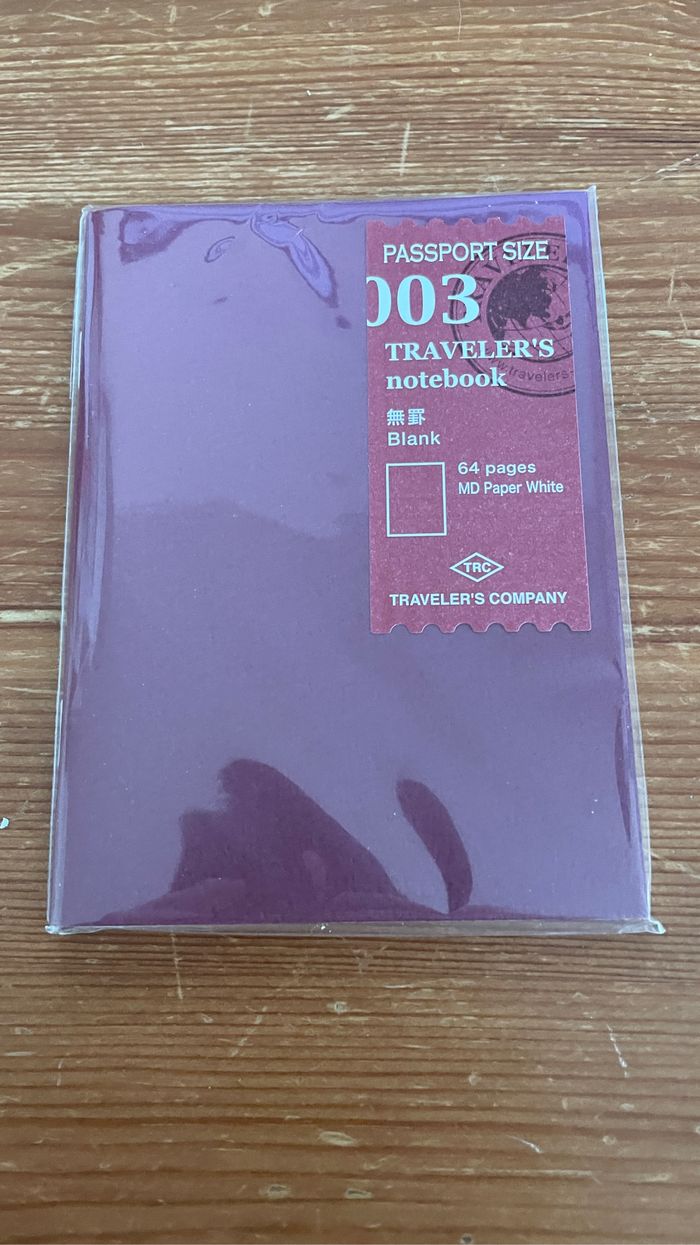 PASSPORT SIZE
003
TRAVELER'S
notebook
無罫
Blank
64 pages
MD Paper White
TRC
TRAVELER'S COMPANY